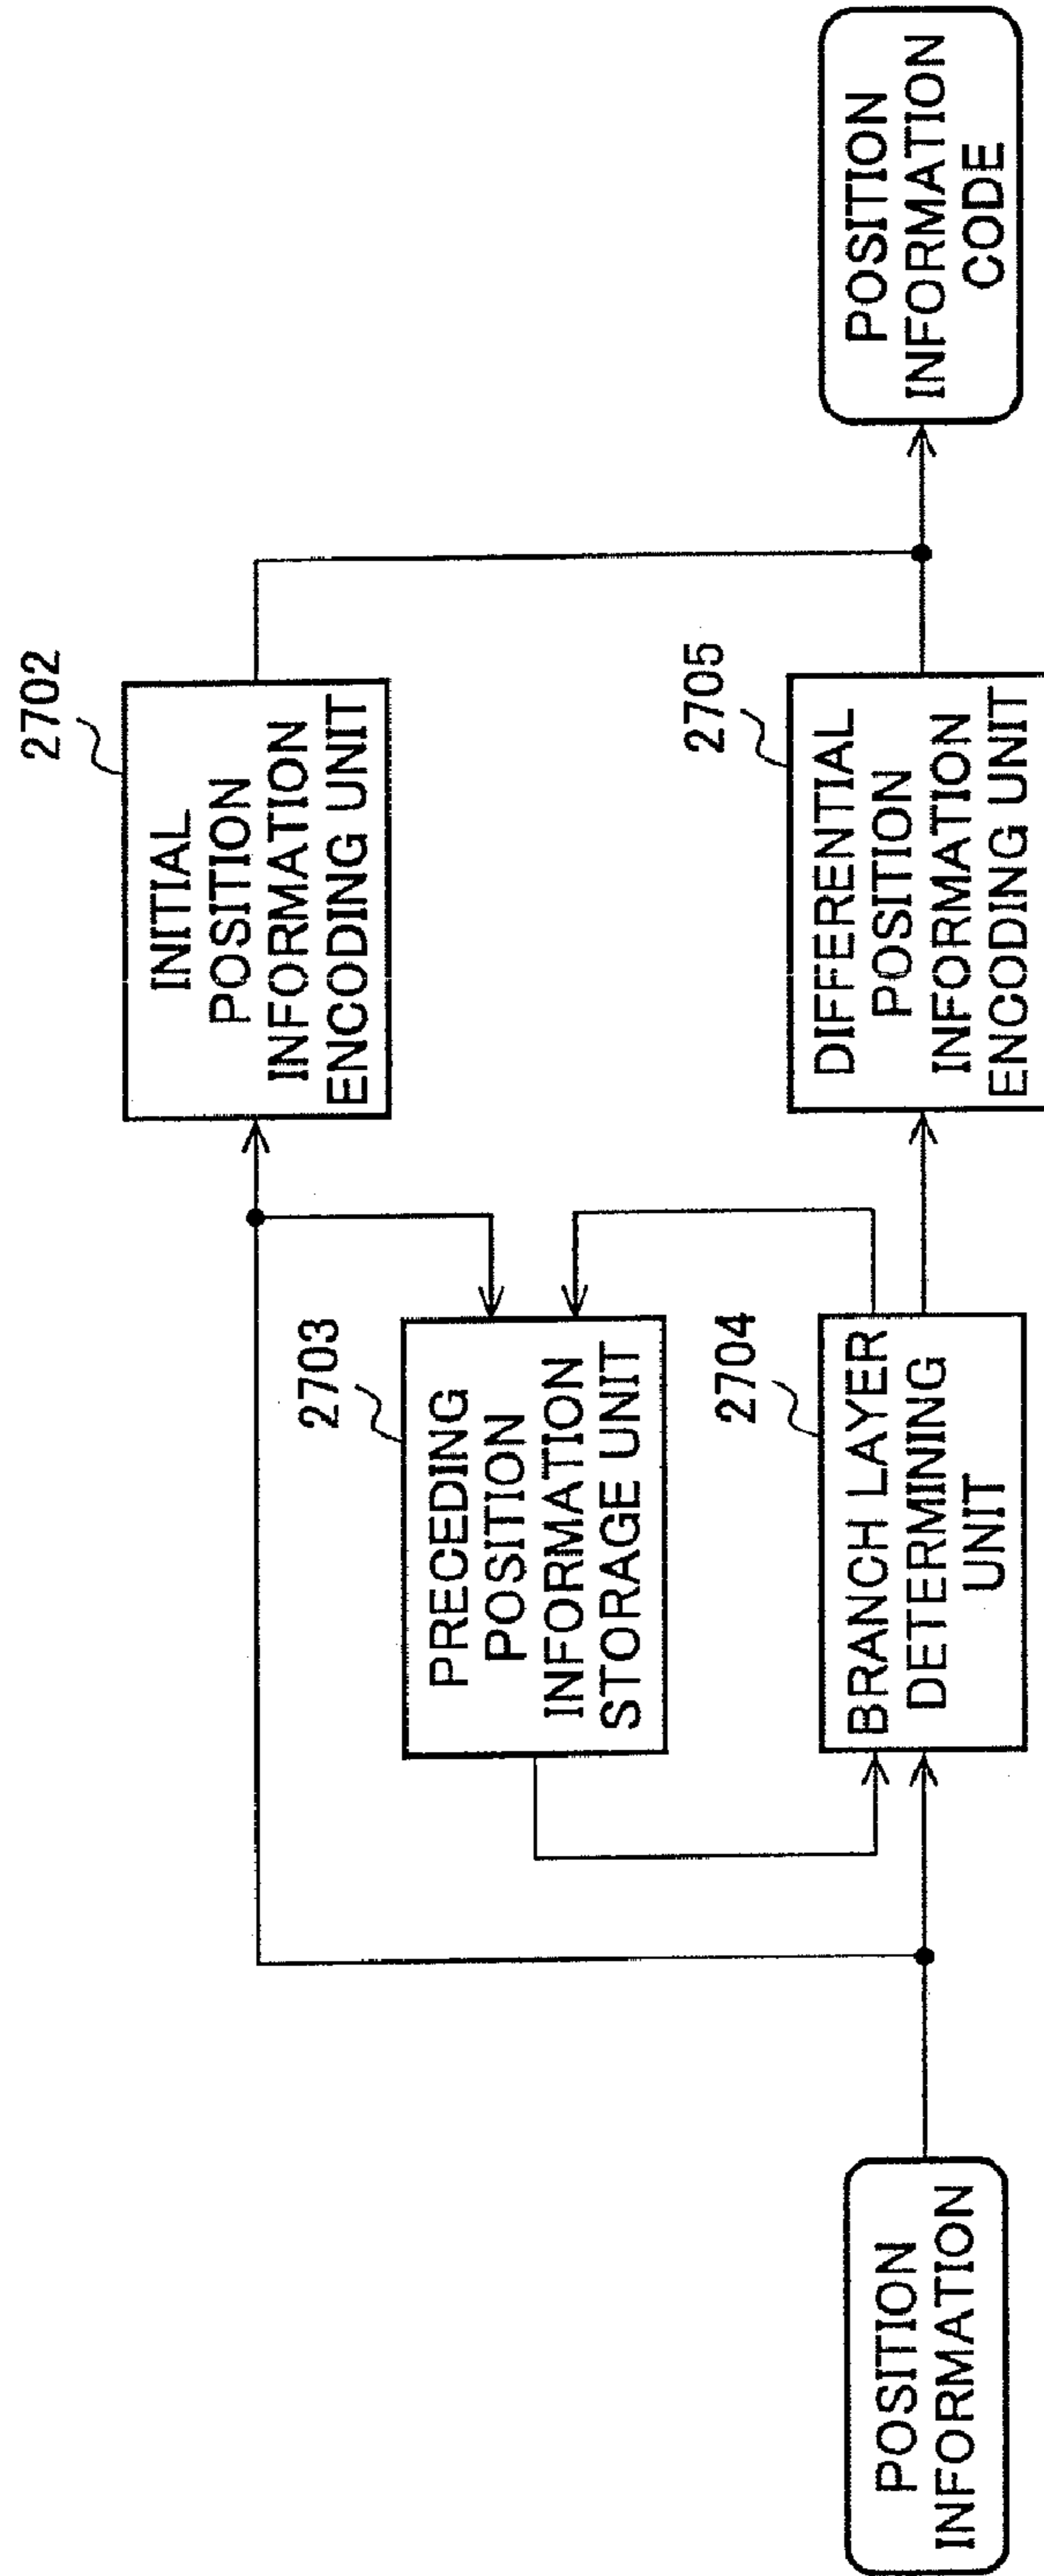 2702
INITIAL
POSITION
INFORMATION
ENCODING UNIT
2703
PRECEDING
POSITION
INFORMATION
STORAGE UNIT
POSITION
INFORMATION
2704
BRANCH LAYER
DETERMINING
UNIT
2705
DIFFERENTIAL
POSITION
INFORMATION
ENCODING UNIT
POSITION
INFORMATION
CODE